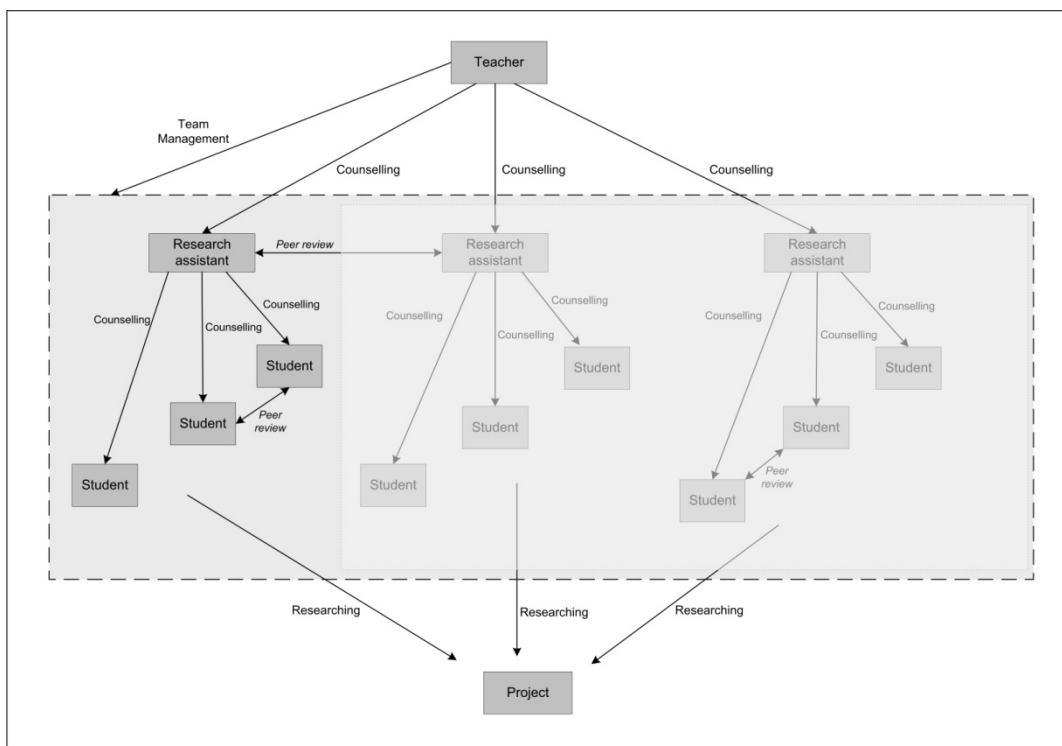 Teacher
Team
Management
Counselling
Counselling
Counselling
Research
assistant
Peer review
Research
assistant
Research
assistant
Counselling
Counselling
Counselling
Counselling
Counselling
Counselling
Counselling
Counselling
Counselling
Student
Student
Student
Student
Peer
review
Student
Student
Student
Student
Peer
review
Student
Researching
Researching
Researching
Project